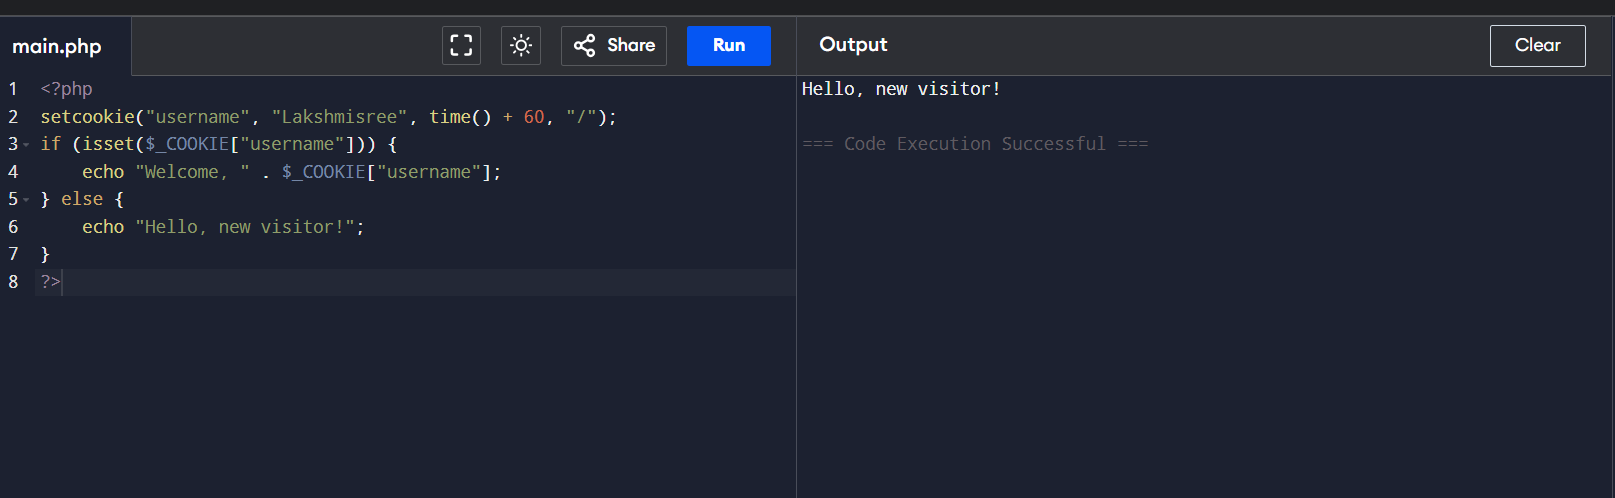 main.php
Share
Run
Output
Clear
1 <?php
2 setcookie("username", "Lakshmisree", time() + 60, "/");
3 if (isset($_COOKIE["username"])) {
4     echo "Welcome, " . $_COOKIE["username"];
5 } else {
6     echo "Hello, new visitor!";
7 }
8 ?>
Hello, new visitor!
=== Code Execution Successful ===